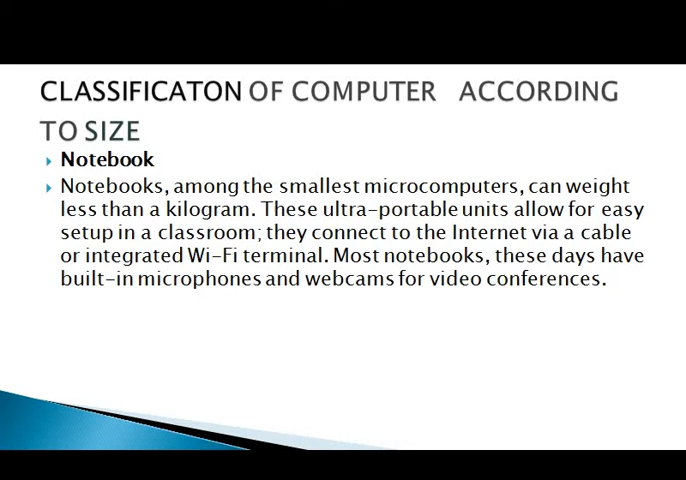 CLASSIFICATON OF COMPUTER ACCORDING
TO SIZE
Notebook
Notebooks, among the smallest microcomputers, can weight
less than a kilogram. These ultra-portable units allow for easy
setup in a classroom; they connect to the Internet via a cable
or integrated Wi-Fi terminal. Most notebooks, these days have
built-in microphones and webcams for video conferences.